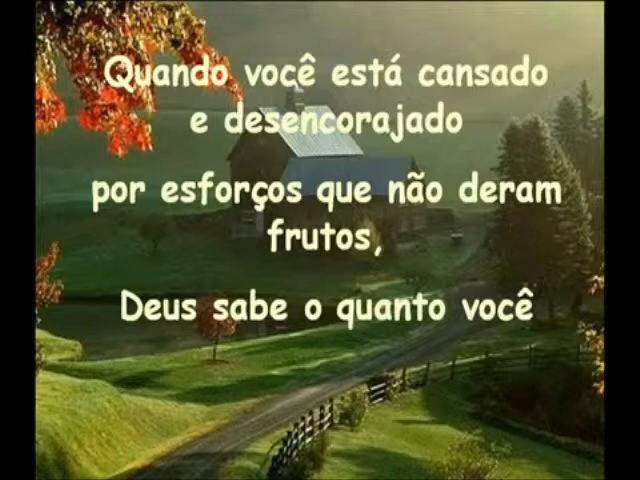 Quando você está cansado
e desencorajado
por esforços que não deram
frutos,
Deus sabe o quanto você